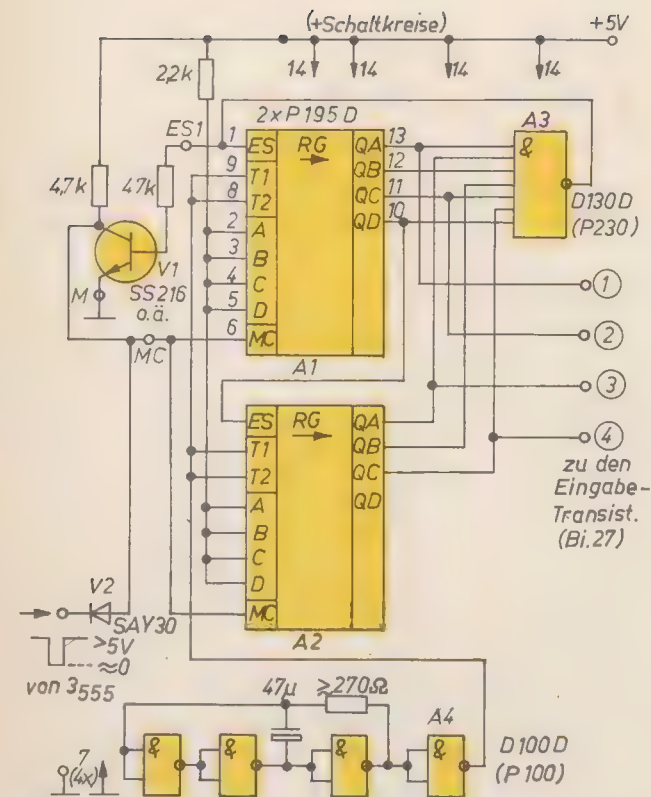 (+Schaltkreise)
+5V
14 14 14 14
2,2k
2xP195D
A3
ES1
1 ES RG QA 13
9 T1 QB 12
8 T2 QC 11
2 A QD 10
3 B
4 C
5 D
6 MC
&
D130D
(P230)
4,7k
47k
V1
SS216
o.ä.
M
MC
A1
1
2
3
4
ES RG QA
T1 QB
T2 QC
A QD
B
C
D
MC
A2
zu den
Eingabe-
Transist.
(Bi.27)
V2
SAY30
>5V
≈0
von 3555
47µ ≥270Ω
A4
& & & &
D100D
(P100)
7
(4x)